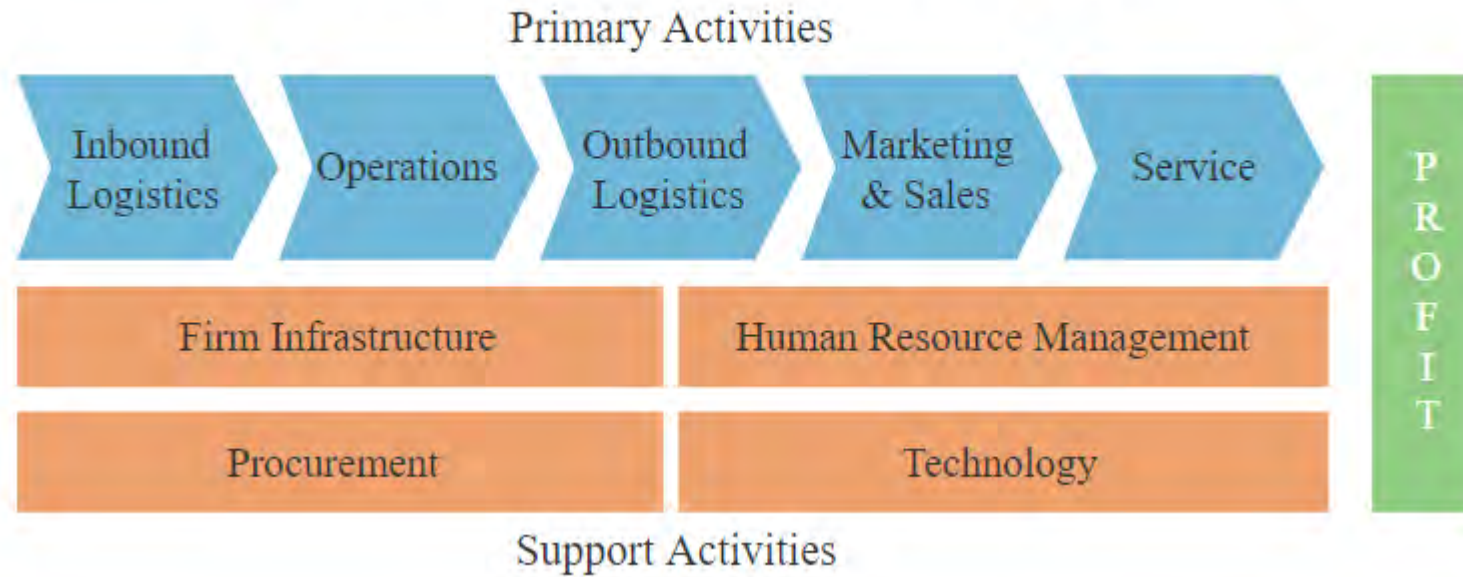 Primary Activities
Inbound
Logistics
Operations
Outbound
Logistics
Marketing
& Sales
Service
Firm Infrastructure
Human Resource Management
Procurement
Technology
Support Activities
P
R
O
F
I
T